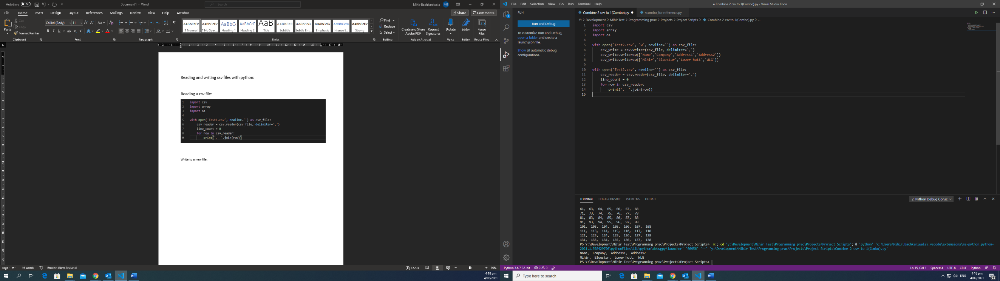 AutoSave Off
Document1 - Word
Search
Mihir Bachkaniwala MB
File Home Insert Design Layout References Mailings Review View Help Acrobat
Share Comments
Paste Cut Copy Format Painter
Clipboard
Calibri (Body) 11
Font
Paragraph
AaBbCcDc AaBbCcDc AaBbCc AaBbCcC AaB AaBbCcD AaBbCcDc AaBbCcDc AaBbCcDc AaBbCcDc
¶ Normal ¶ No Spac... Heading 1 Heading 2 Title Subtitle Subtle Em... Emphasis Intense E... Strong
Styles
Find
Replace
Select
Editing
Create and Share Adobe PDF
Request Signatures
Adobe Acrobat
Dictate
Voice
Editor
Editor
Reuse Files
Reuse Files
Reading and writing csv files with python:
Reading a csv file:
1 import csv
2 import array
3 import os
4
5 with open('Test1.csv', newline='') as csv_file:
6 csv_reader = csv.reader(csv_file, delimiter=',')
7 line_count = 0
8 for row in csv_reader:
9 print(', '.join(row))
Write to a new file:
Page 1 of 1 16 words English (New Zealand)
Focus 90%
4:18 pm
4/02/2021
File Edit Selection View Go Run Terminal Help
● Combine 2 csv to 1(Combo).py - Visual Studio Code
RUN
Run and Debug
To customize Run and Debug,
open a folder and create a
launch.json file.
Show all automatic debug
configurations.
Combine 2 csv to 1(Combo).py ● scombo_for reference.py
Y: > Development > Mihir Test > Programming prac > Projects > Project Scripts > Combine 2 csv to 1(Combo).py > ...
1 import csv
2 import array
3 import os
4
5 with open('Test2.csv', 'w', newline='') as csv_file:
6 csv_write = csv.writer(csv_file, delimiter=',')
7 csv_write.writerow(['Name','Company','Address1','Address2'])
8 csv_write.writerow(['Mihir','Bluestar','Lower hutt','WLG'])
9
10 with open('Test2.csv', newline='') as csv_file:
11 csv_reader = csv.reader(csv_file, delimiter=',')
12 line_count = 0
13 for row in csv_reader:
14 print(', '.join(row))
15
TERMINAL DEBUG CONSOLE PROBLEMS OUTPUT
2: Python Debug Consc
61, 63, 64, 65, 66, 67, 68
71, 73, 74, 75, 76, 77, 78
81, 83, 84, 85, 86, 87, 88
91, 93, 94, 95, 96, 97, 98
101, 103, 104, 105, 106, 107, 108
111, 113, 114, 115, 116, 117, 118
121, 123, 124, 125, 126, 127, 128
131, 133, 134, 135, 136, 137, 138
PS Y:\Development\Mihir Test\Programming prac\Projects\Project Scripts> y:; cd 'y:\Development\Mihir Test\Programming prac\Projects\Project Scripts'; & 'python' 'c:\Users\Mihir.Bachkaniwala\.vscode\extensions\ms-python.python-
2021.1.502429796\pythonFiles\lib\python\debugpy\launcher' '60956' '--' 'y:\Development\Mihir Test\Programming prac\Projects\Project Scripts\Combine 2 csv to 1(Combo).py'
Name, Company, Address1, Address2
Mihir, Bluestar, Lower hutt, WLG
PS Y:\Development\Mihir Test\Programming prac\Projects\Project Scripts>
Python 3.6.7 32-bit 0 0
Ln 15, Col 1 Spaces: 4 UTF-8 CRLF Python
Type here to search
ENG
4:18 pm
4/02/2021
22